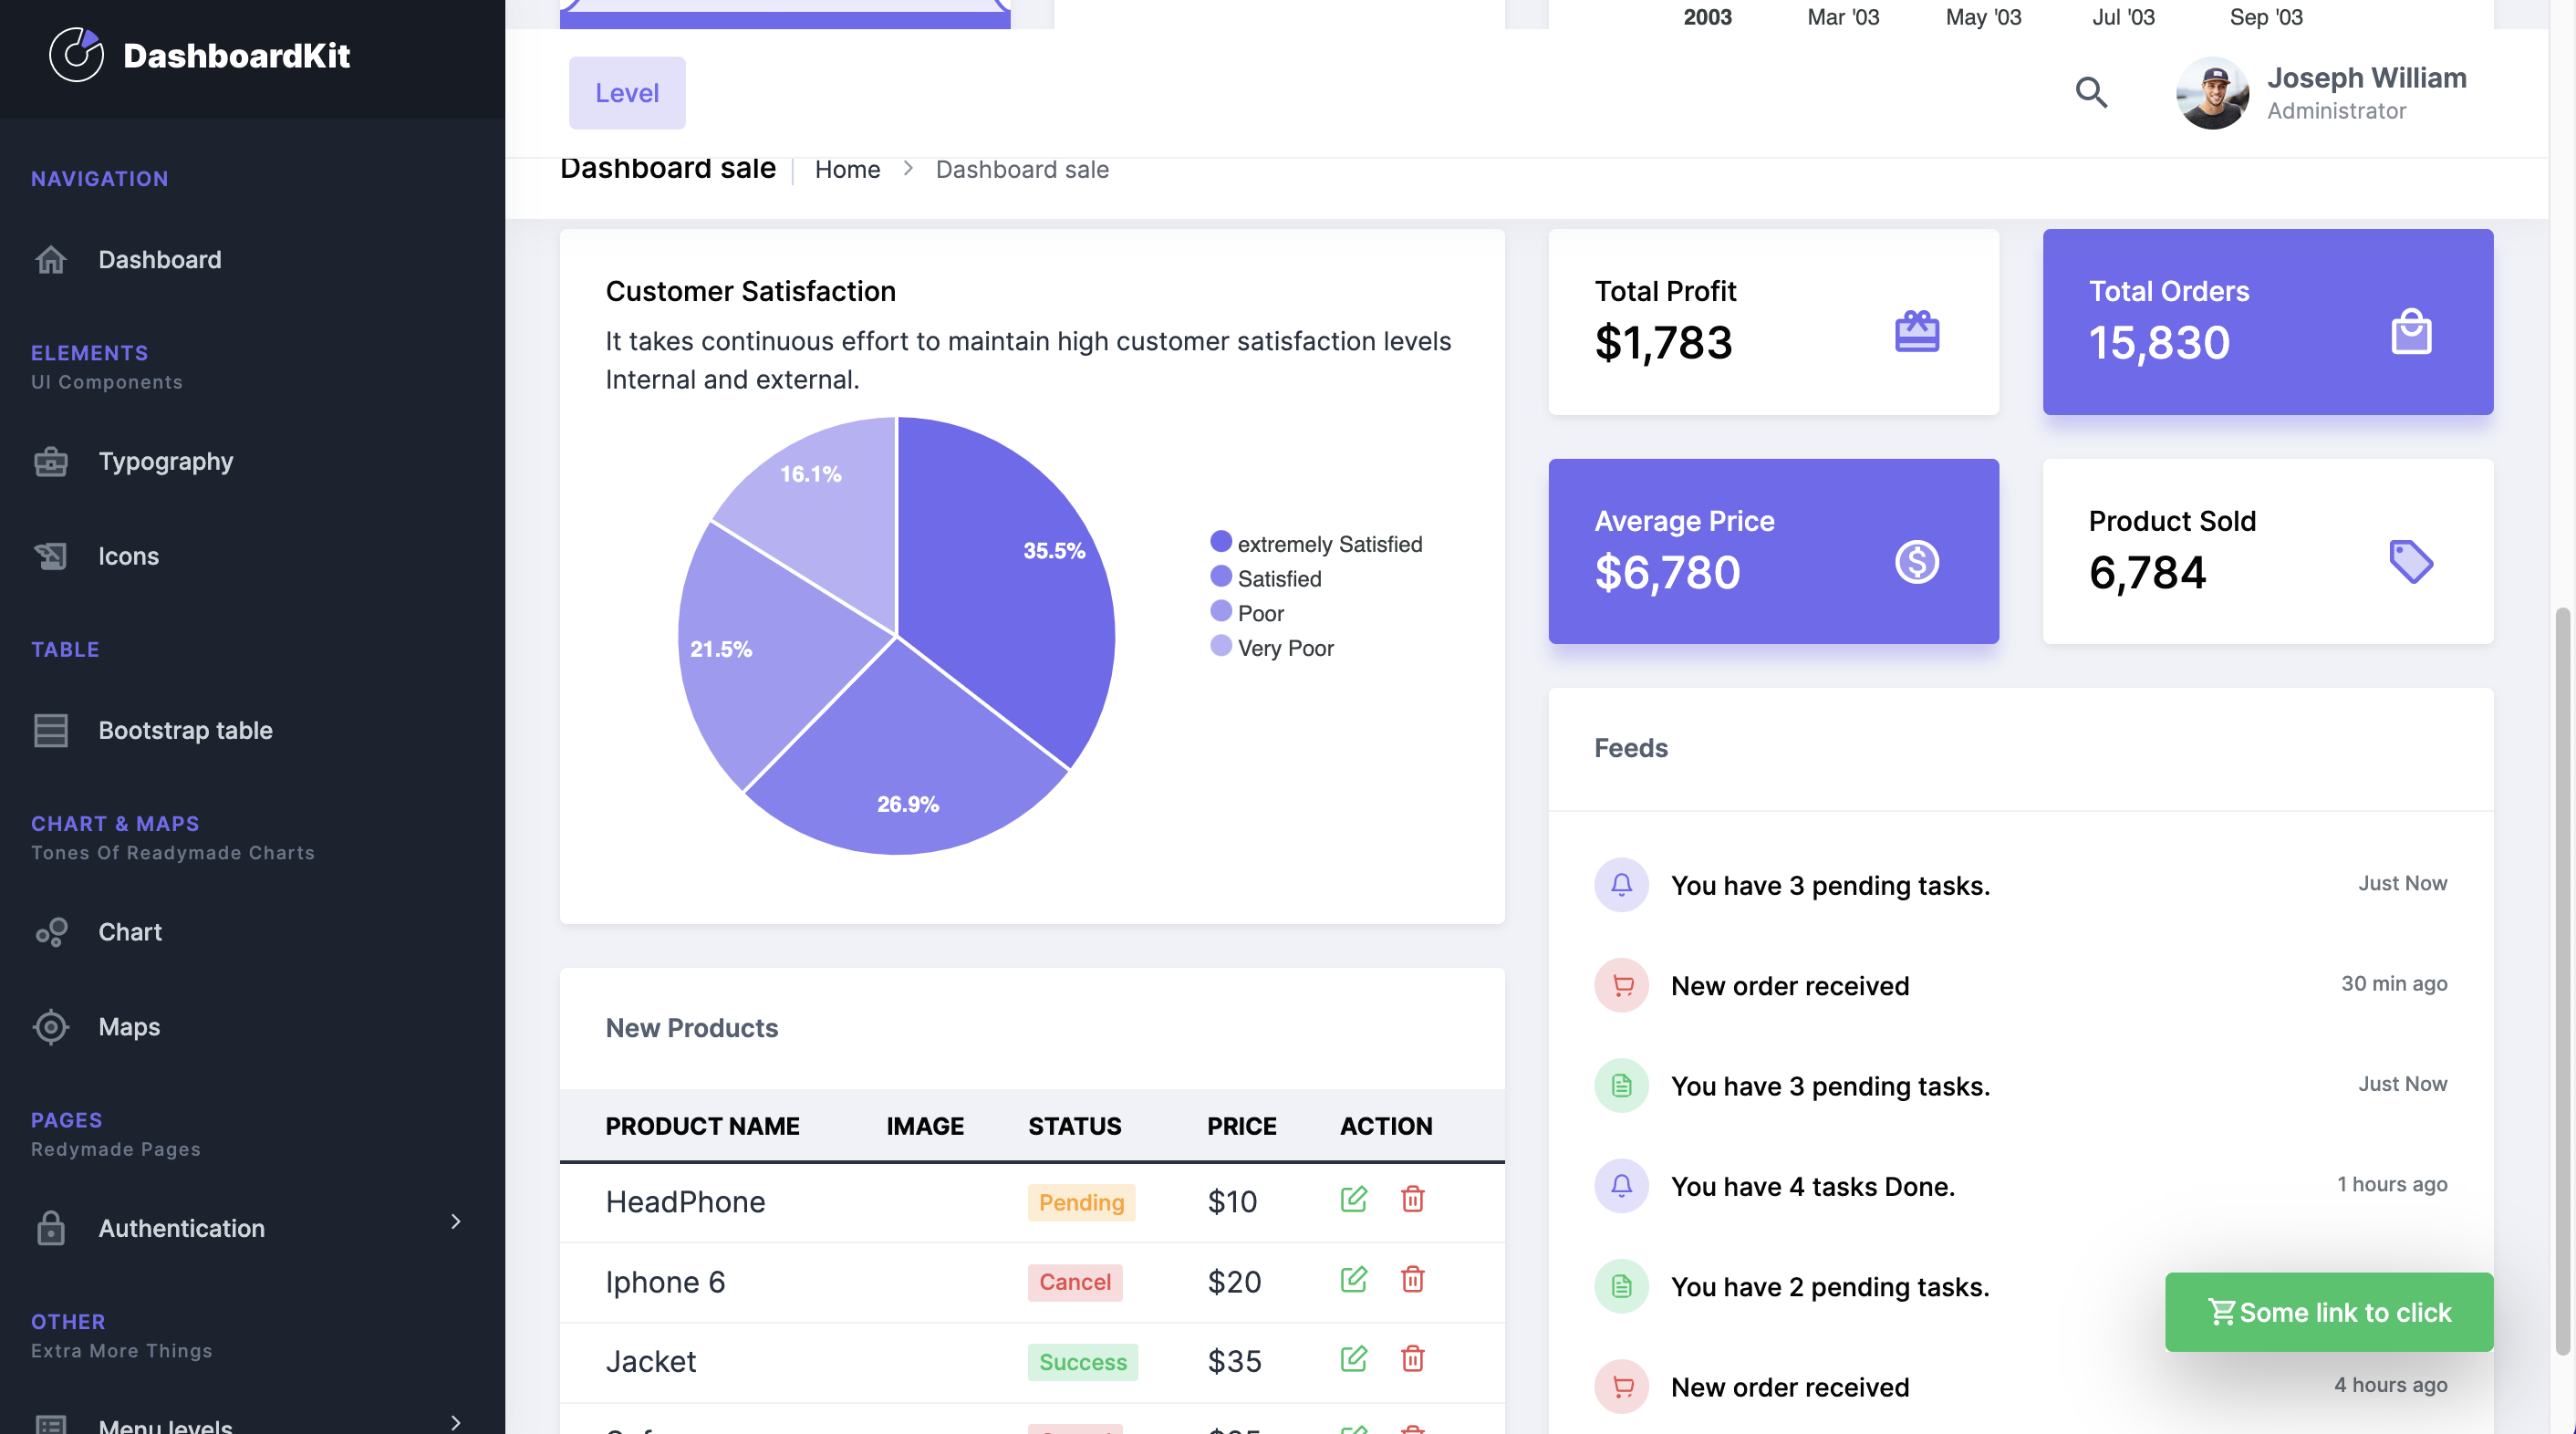 DashboardKit
NAVIGATION
Dashboard
ELEMENTS
UI Components
Typography
Icons
TABLE
Bootstrap table
CHART & MAPS
Tones Of Readymade Charts
Chart
Maps
PAGES
Redymade Pages
Authentication
OTHER
Extra More Things
Menu levels
2003 Mar '03 May '03 Jul '03 Sep '03
Level
Joseph William
Administrator
Dashboard sale Home > Dashboard sale
Customer Satisfaction
It takes continuous effort to maintain high customer satisfaction levels
Internal and external.
16.1%
35.5%
21.5%
26.9%
extremely Satisfied
Satisfied
Poor
Very Poor
Total Profit
$1,783
Total Orders
15,830
Average Price
$6,780
Product Sold
6,784
New Products
PRODUCT NAME IMAGE STATUS PRICE ACTION
HeadPhone Pending $10
Iphone 6 Cancel $20
Jacket Success $35
Feeds
You have 3 pending tasks. Just Now
New order received 30 min ago
You have 3 pending tasks. Just Now
You have 4 tasks Done. 1 hours ago
You have 2 pending tasks.
Some link to click
New order received 4 hours ago